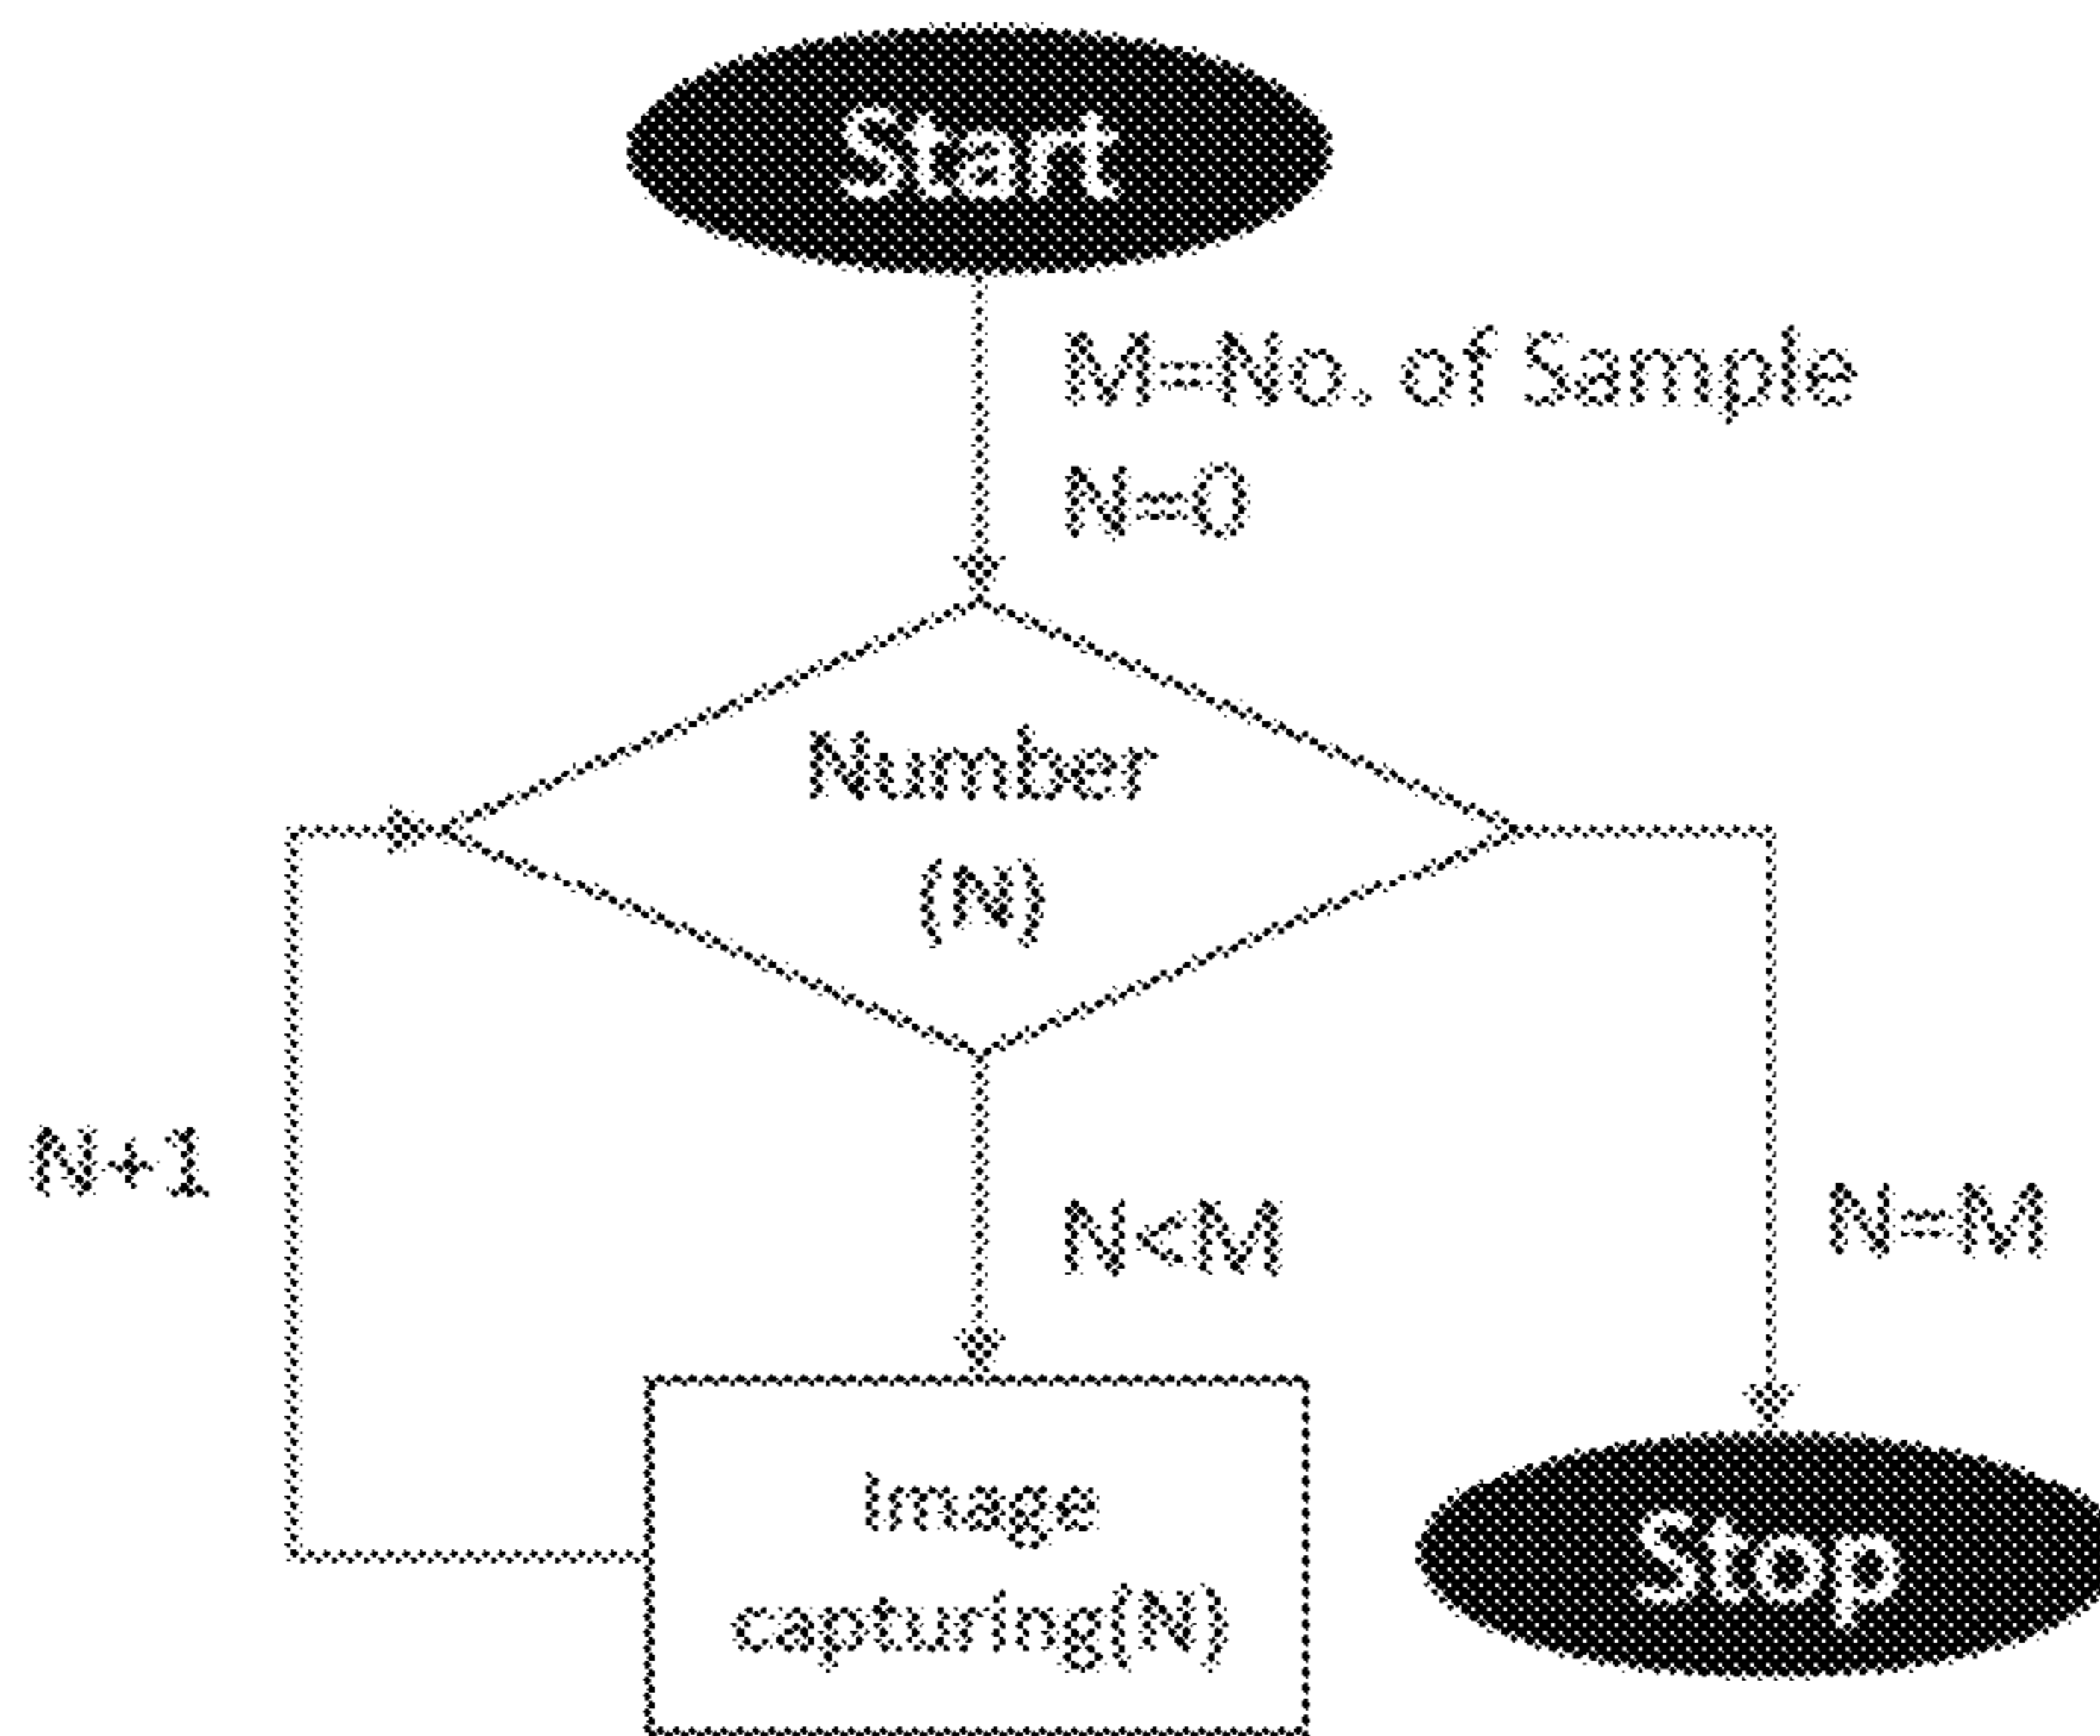 Start
M=No. of Sample
N=0
Number
(N)
N+1
N<M
N=M
Image
capturing(N)
Stop